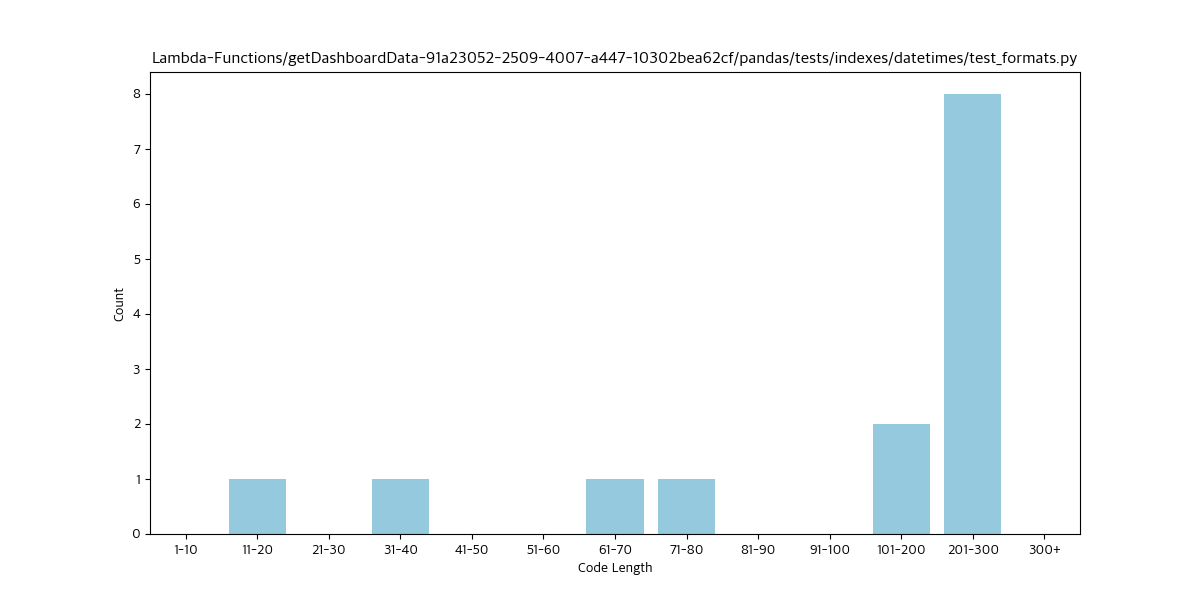 Lambda-Functions/getDashboardData-91a23052-2509-4007-a447-10302bea62cf/pandas/tests/indexes/datetimes/test_formats.py
8
7
6
5
4
3
2
1
0
Count
1-10 11-20 21-30 31-40 41-50 51-60 61-70 71-80 81-90 91-100 101-200 201-300 300+
Code Length